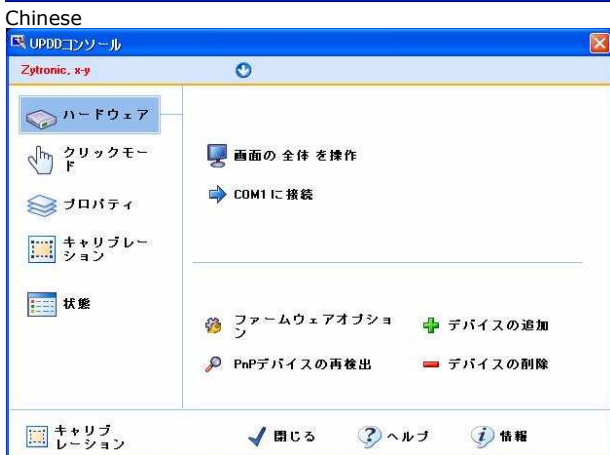 Chinese
UPDDコンソール
Zytronic, x-y
ハードウェア
クリックモー
ド
プロパティ
キャリブレー
ション
状態
画面の 全体 を操作
COM1 に接続
ファームウェアオプショ
ン
デバイスの追加
PnPデバイスの再検出
デバイスの削除
キャリブ
レーション
閉じる
ヘルプ
情報